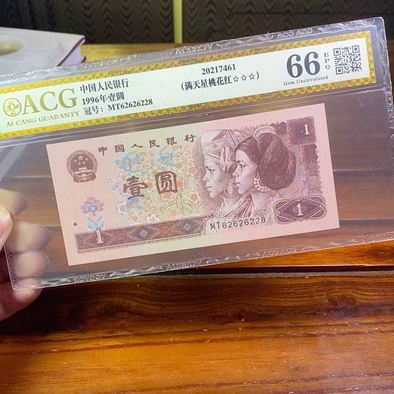 ACG
AI CANG GUARANTY
中国人民银行
1996年壹圆
冠号：MT62626228
20217461
(满天星桃花红☆☆☆)
66 EPQ
Gem Uncirculated
中国人民银行
1
壹圆
1
MT62626228
1